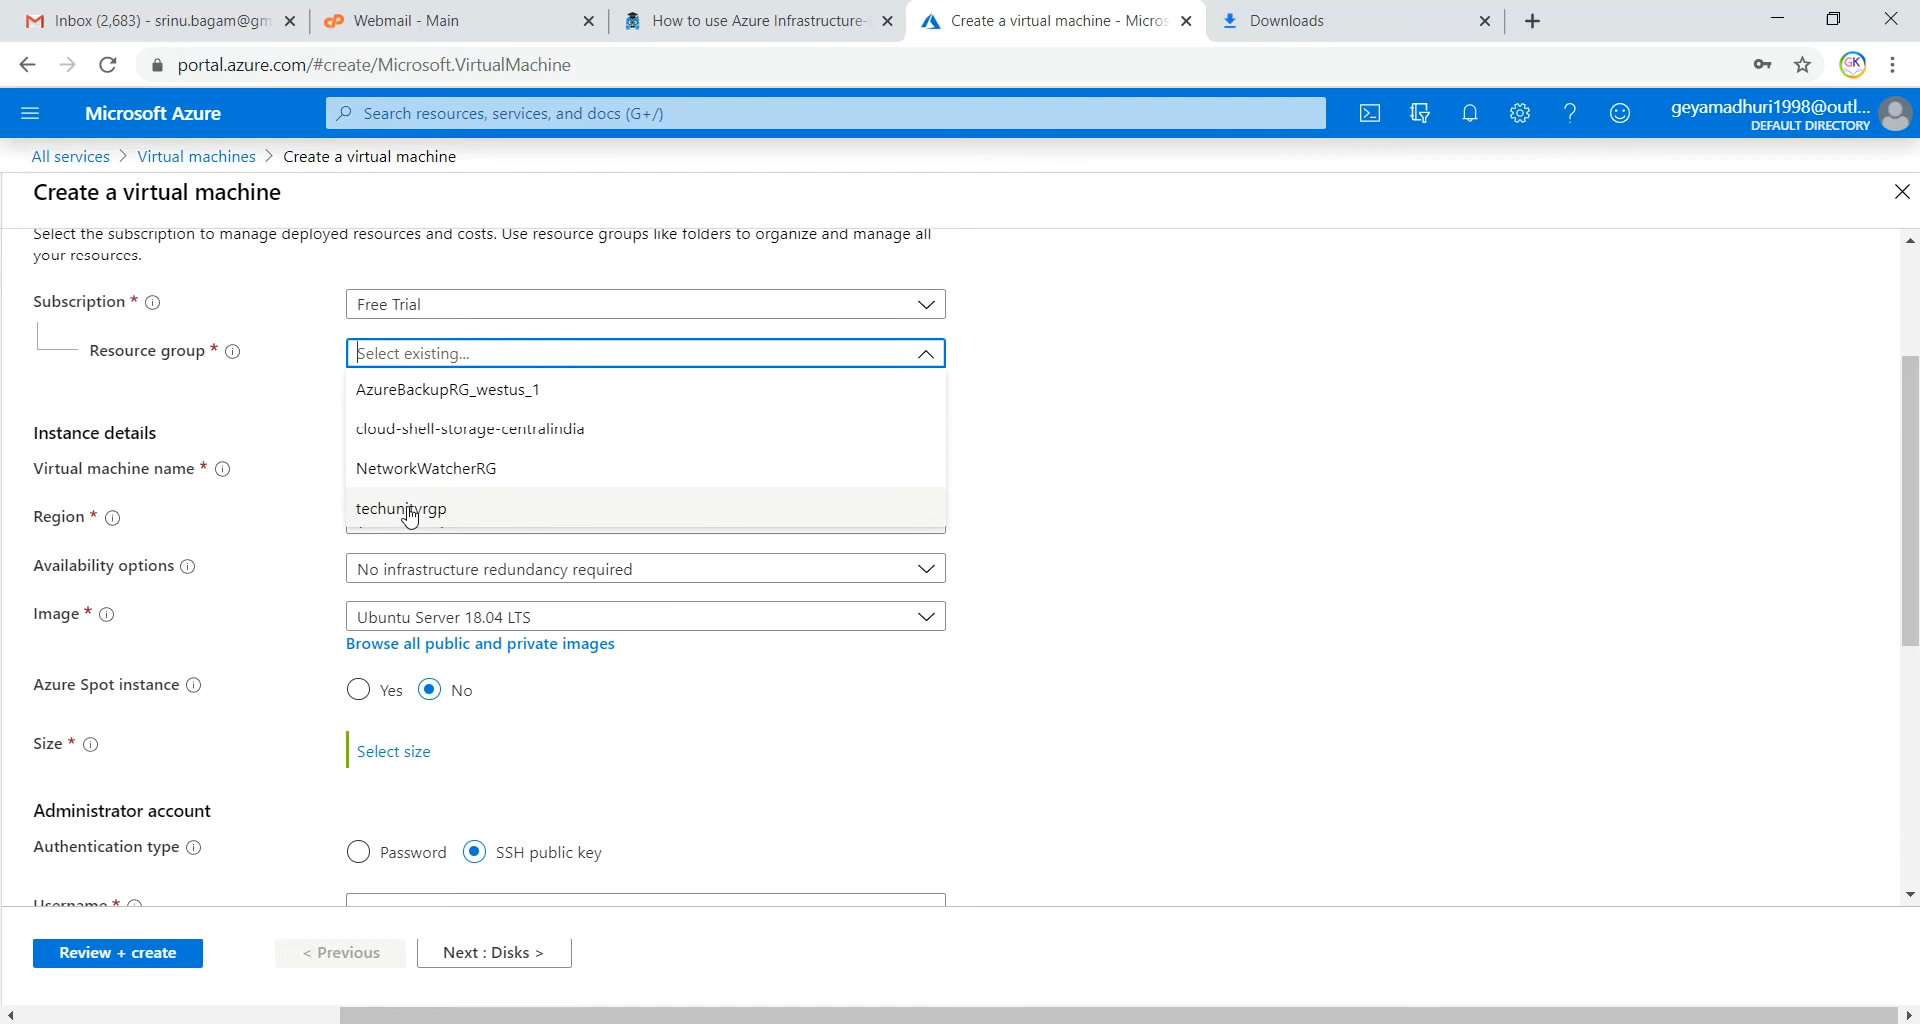 Inbox (2,683) - srinu.bagam@gm
Webmail - Main
How to use Azure Infrastructure-
Create a virtual machine - Micros
Downloads
portal.azure.com/#create/Microsoft.VirtualMachine
GK
Microsoft Azure
Search resources, services, and docs (G+/)
geyamadhuri1998@outl...
DEFAULT DIRECTORY
All services > Virtual machines > Create a virtual machine
Create a virtual machine
Select the subscription to manage deployed resources and costs. Use resource groups like folders to organize and manage all
your resources.
Subscription *
Free Trial
Resource group *
Select existing...
AzureBackupRG_westus_1
cloud-shell-storage-centralindia
NetworkWatcherRG
techunityrgp
Instance details
Virtual machine name *
Region *
Availability options
No infrastructure redundancy required
Image *
Ubuntu Server 18.04 LTS
Browse all public and private images
Azure Spot instance
Yes
No
Size *
Select size
Administrator account
Authentication type
Password
SSH public key
Username *
Review + create
< Previous
Next : Disks >